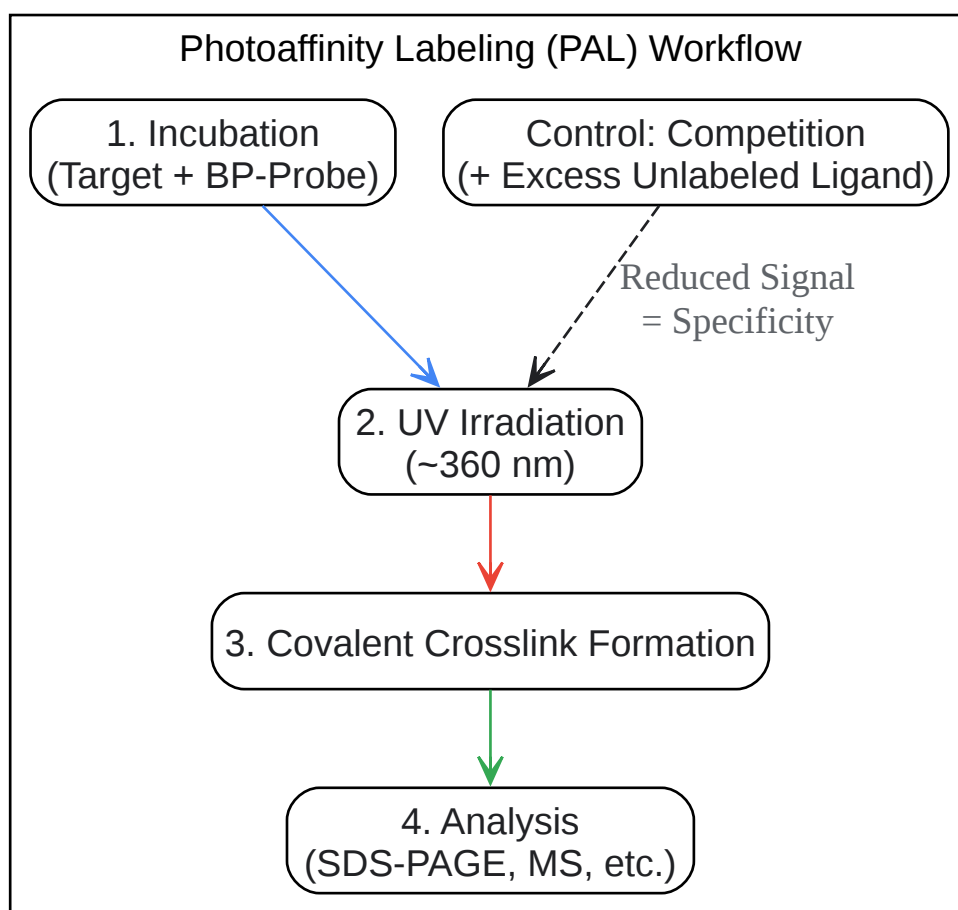 Photoaffinity Labeling (PAL) Workflow
1. Incubation
(Target + BP-Probe)
Control: Competition
(+ Excess Unlabeled Ligand)
Reduced Signal
= Specificity
2. UV Irradiation
(~360 nm)
3. Covalent Crosslink Formation
4. Analysis
(SDS-PAGE, MS, etc.)